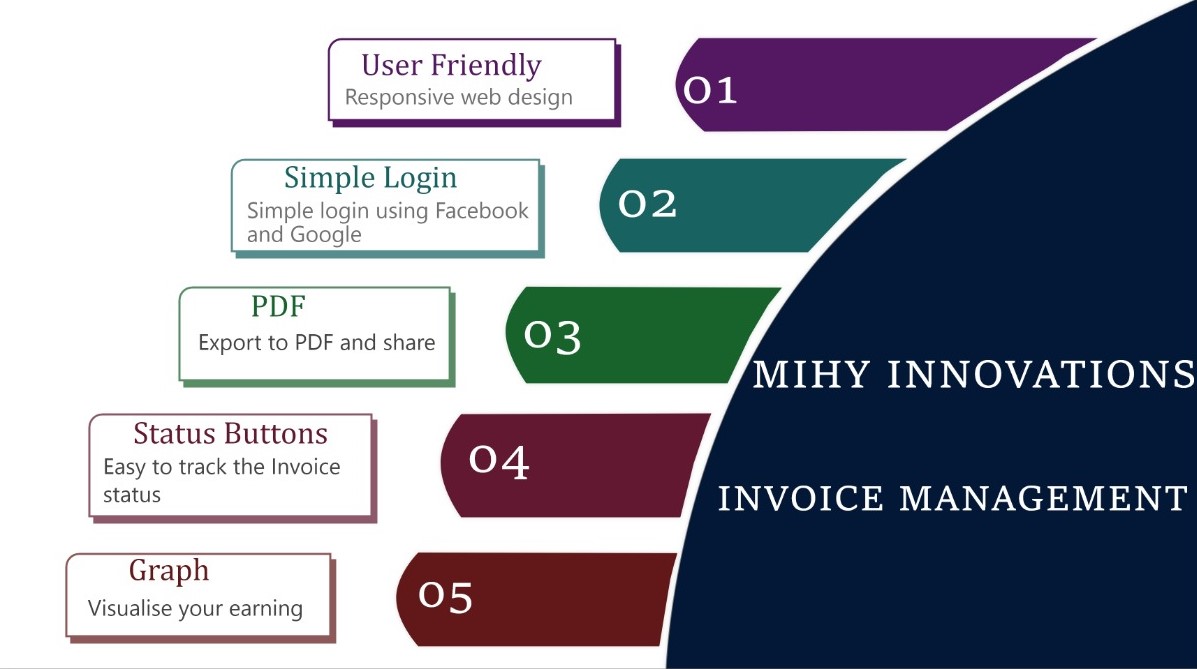 User Friendly
Responsive web design
01
Simple Login
Simple login using Facebook
and Google
02
PDF
Export to PDF and share
03
MIHY INNOVATIONS
Status Buttons
Easy to track the Invoice
status
04
INVOICE MANAGEMENT
Graph
Visualise your earning
05